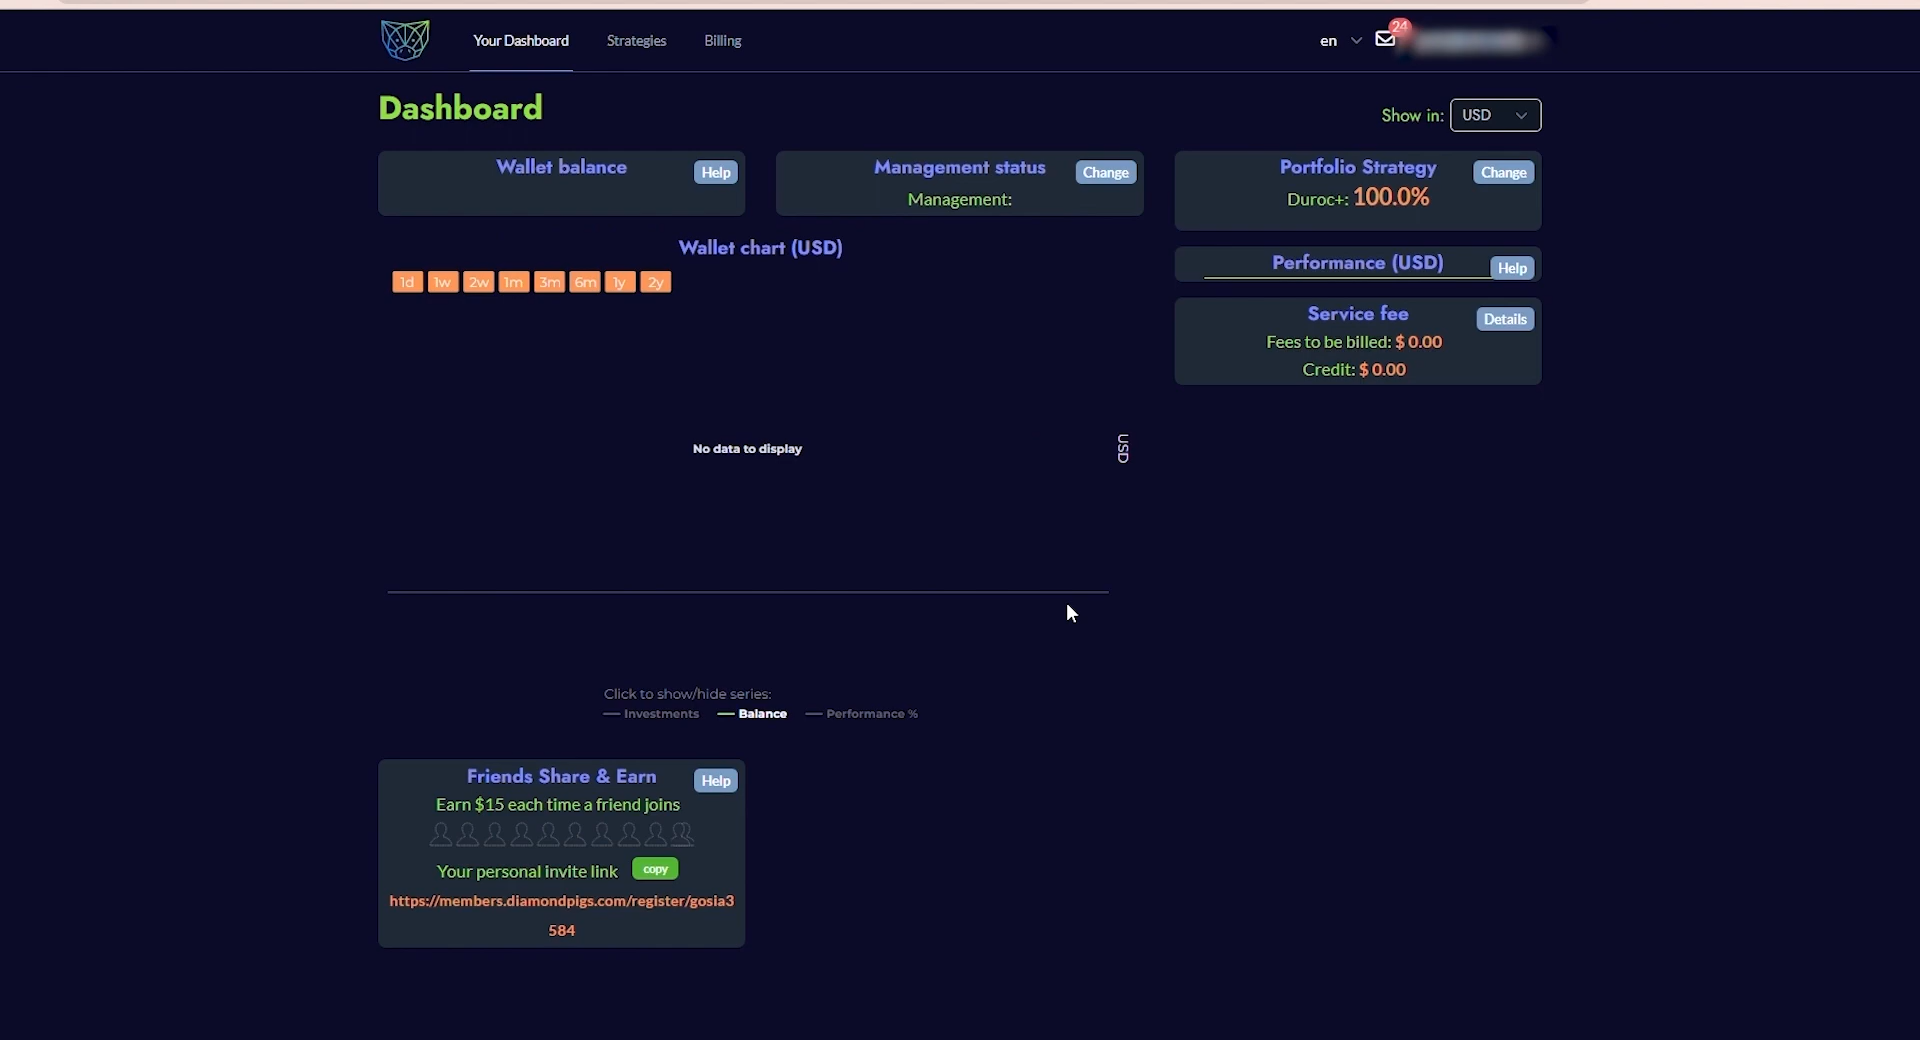 Your Dashboard
Strategies
Billing
en
24
Dashboard
Show in: USD
Wallet balance
Help
Management status
Change
Management:
Portfolio Strategy
Change
Duroc+: 100.0%
Wallet chart (USD)
1d 1w 2w 1m 3m 6m 1y 2y
Performance (USD)
Help
Service fee
Details
Fees to be billed: $ 0.00
Credit: $ 0.00
No data to display
USD
Click to show/hide series:
Investments Balance Performance %
Friends Share & Earn
Help
Earn $15 each time a friend joins
Your personal invite link copy
https://members.diamondpigs.com/register/gosia3
584